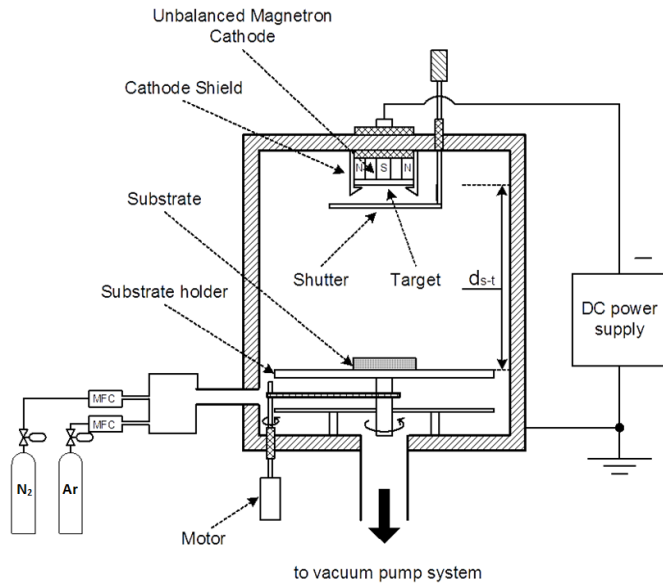 Unbalanced Magnetron
Cathode
Cathode Shield
N S N
Substrate
Shutter
Target
ds-t
Substrate holder
DC power
supply
MFC
MFC
N2
Ar
Motor
to vacuum pump system